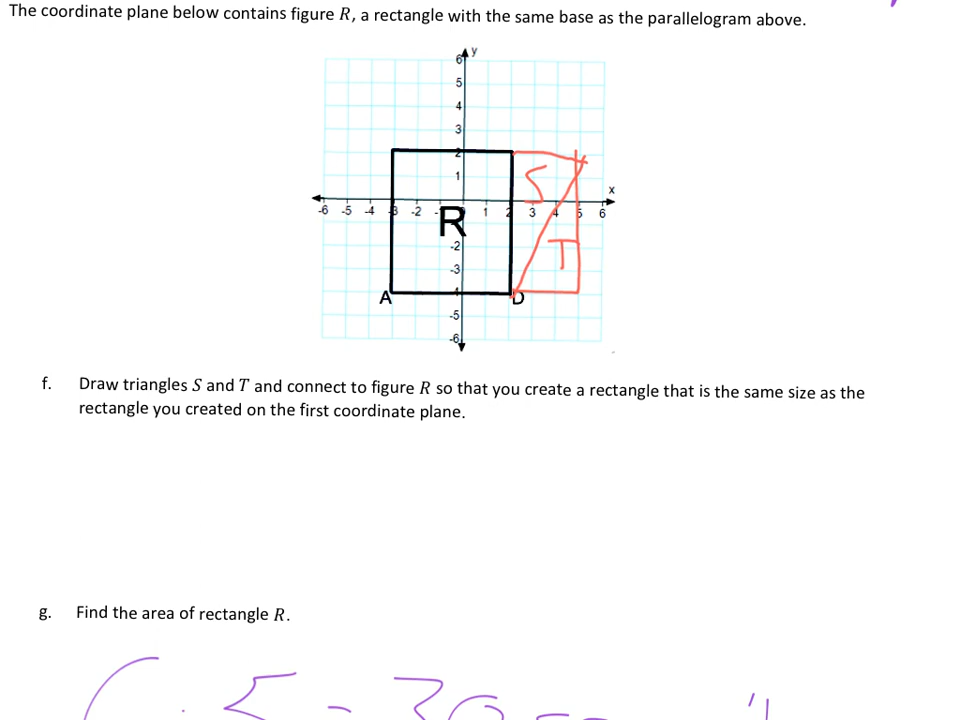 The coordinate plane below contains figure R, a rectangle with the same base as the parallelogram above.
y
6
5
4
3
2
1
x
-6 -5 -4 -3 -2 - 1 2 3 4 5 6
S
R
T
-2
-3
A
D
-5
-6
f. Draw triangles S and T and connect to figure R so that you create a rectangle that is the same size as the
rectangle you created on the first coordinate plane.
g. Find the area of rectangle R.